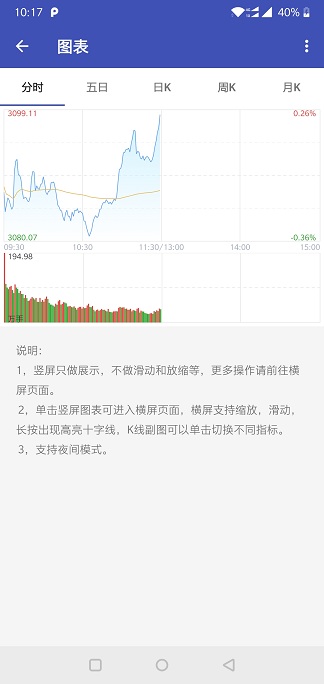 10:17
40%
图表
分时 五日 日K 周K 月K
3099.11 0.26%
3080.07 -0.36%
09:30 10:30 11:30/13:00 14:00 15:00
194.98
万手
说明：
1，竖屏只做展示，不做滑动和放缩等，更多操作请前往横
屏页面。
2，单击竖屏图表可进入横屏页面，横屏支持缩放，滑动，
长按出现高亮十字线，K线副图可以单击切换不同指标。
3，支持夜间模式。